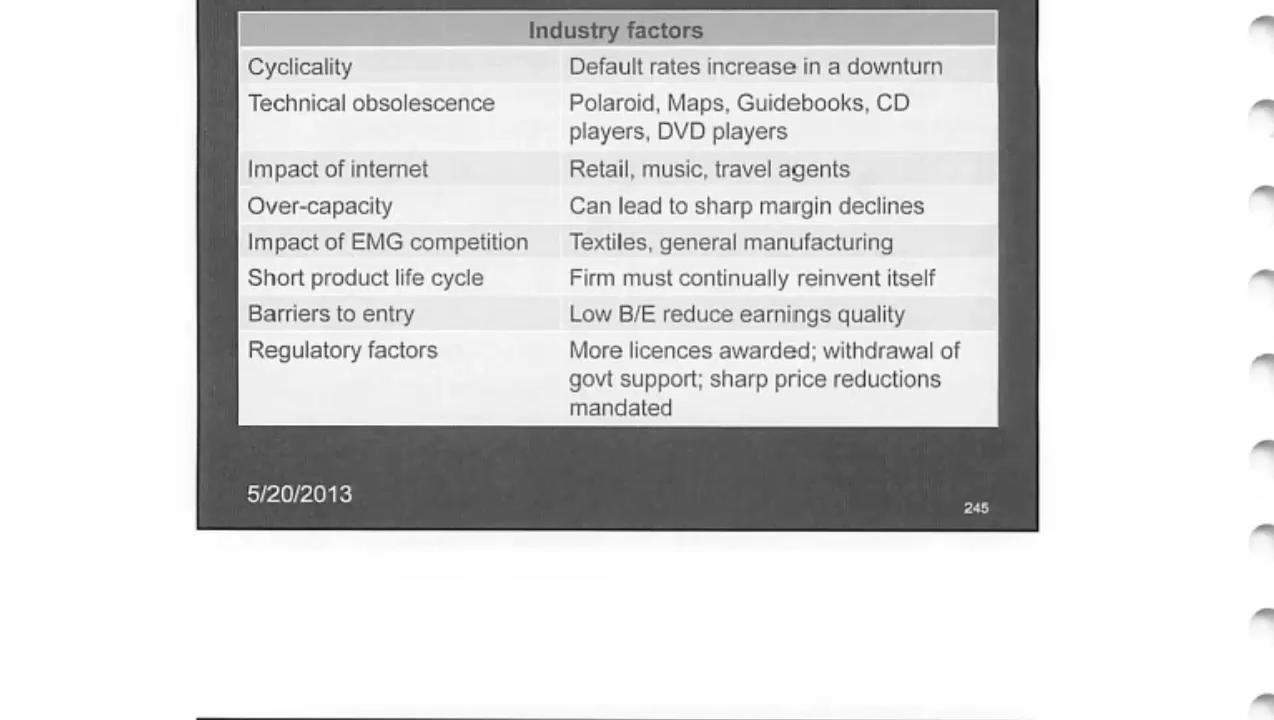 Industry factors
Cyclicality Default rates increase in a downturn
Technical obsolescence Polaroid, Maps, Guidebooks, CD
players, DVD players
Impact of internet Retail, music, travel agents
Over-capacity Can lead to sharp margin declines
Impact of EMG competition Textiles, general manufacturing
Short product life cycle Firm must continually reinvent itself
Barriers to entry Low B/E reduce earnings quality
Regulatory factors More licences awarded; withdrawal of
govt support; sharp price reductions
mandated
5/20/2013
245